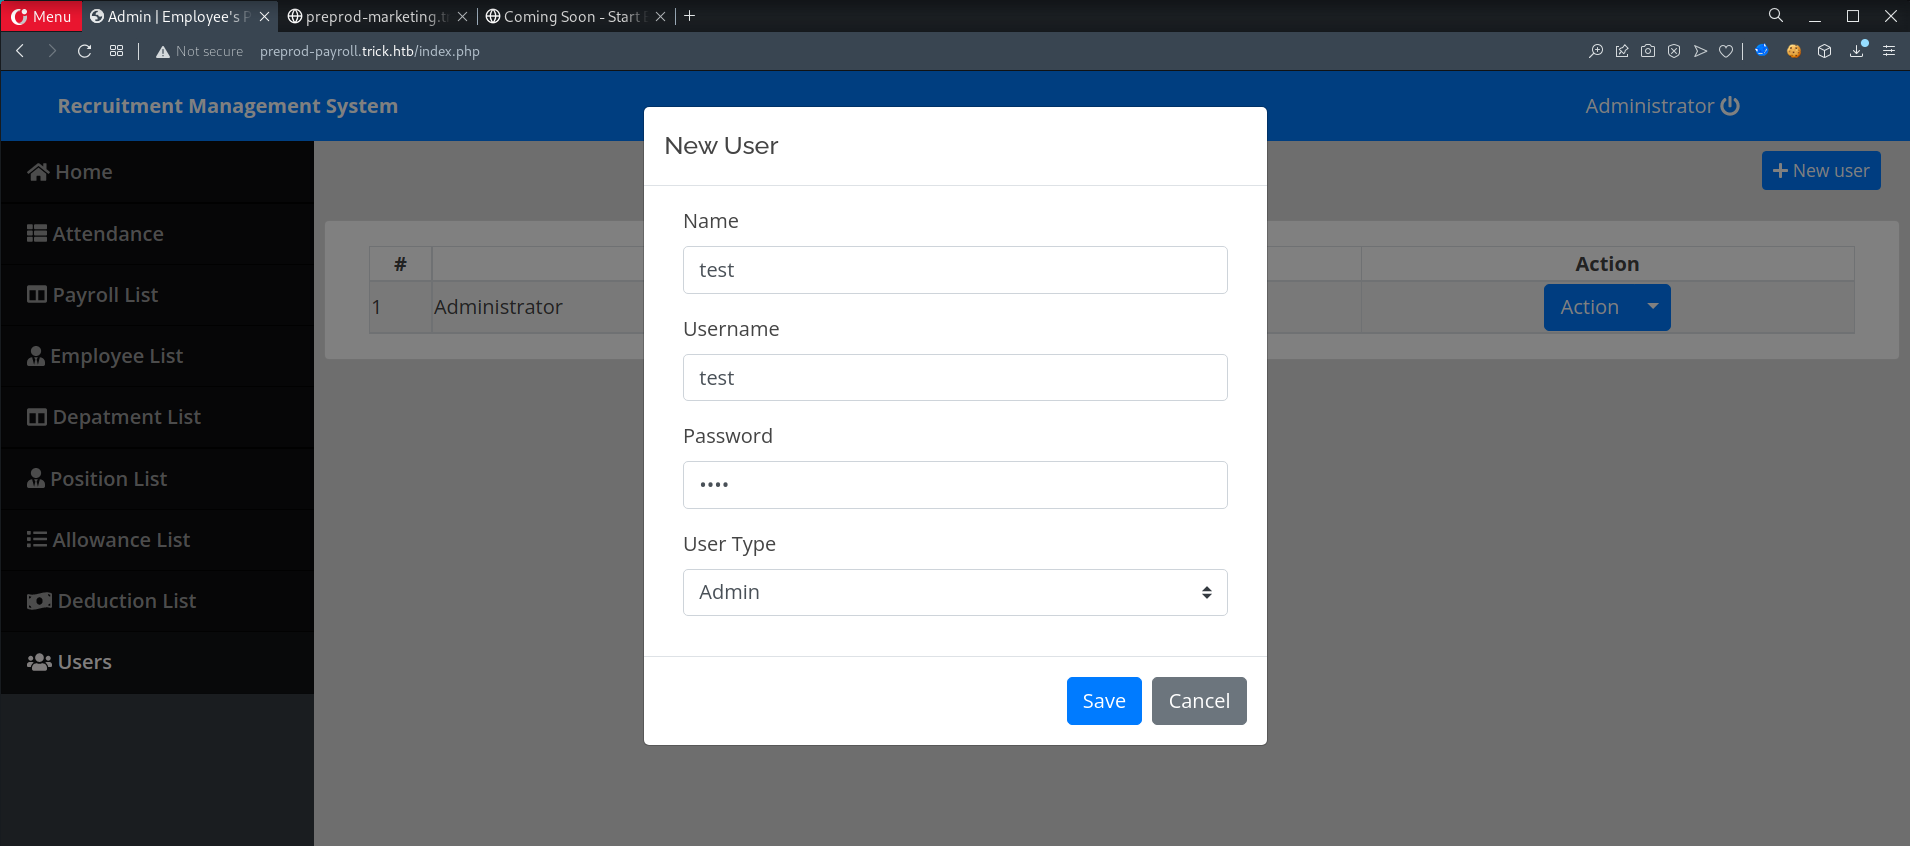 Menu
Admin | Employee's P
preprod-marketing.t
Coming Soon - Start
Not secure
preprod-payroll.trick.htb/index.php
Recruitment Management System
Administrator
Home
Attendance
Payroll List
Employee List
Depatment List
Position List
Allowance List
Deduction List
Users
New user
#
Action
1
Administrator
Action
New User
Name
test
Username
test
Password
••••
User Type
Admin
Save
Cancel